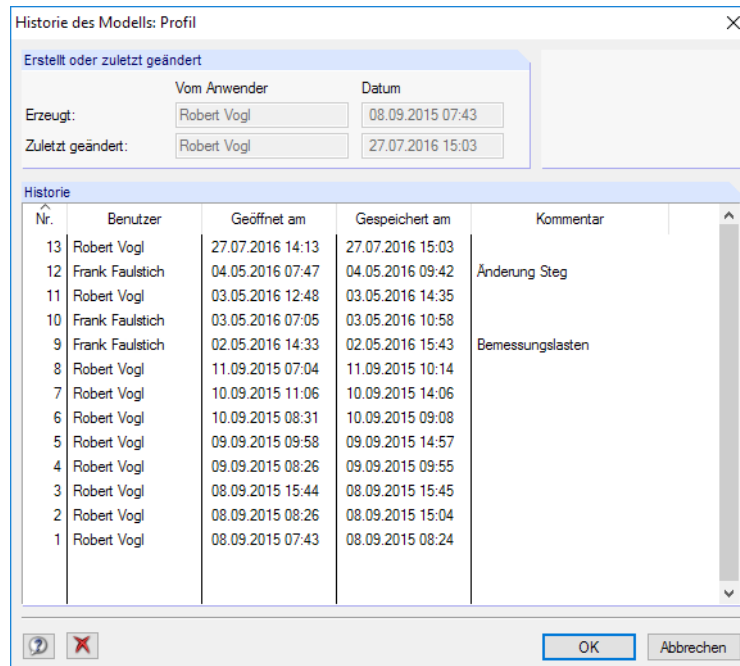 Historie des Modells: Profil
Erstellt oder zuletzt geändert
Vom Anwender Datum
Erzeugt: Robert Vogl 08.09.2015 07:43
Zuletzt geändert: Robert Vogl 27.07.2016 15:03
Historie
Nr. Benutzer Geöffnet am Gespeichert am Kommentar
13 Robert Vogl 27.07.2016 14:13 27.07.2016 15:03
12 Frank Faulstich 04.05.2016 07:47 04.05.2016 09:42 Änderung Steg
11 Robert Vogl 03.05.2016 12:48 03.05.2016 14:35
10 Frank Faulstich 03.05.2016 07:05 03.05.2016 10:58
9 Frank Faulstich 02.05.2016 14:33 02.05.2016 15:43 Bemessungslasten
8 Robert Vogl 11.09.2015 07:04 11.09.2015 10:14
7 Robert Vogl 10.09.2015 11:06 10.09.2015 14:06
6 Robert Vogl 10.09.2015 08:31 10.09.2015 09:08
5 Robert Vogl 09.09.2015 09:58 09.09.2015 14:57
4 Robert Vogl 09.09.2015 08:26 09.09.2015 09:55
3 Robert Vogl 08.09.2015 15:44 08.09.2015 15:45
2 Robert Vogl 08.09.2015 08:26 08.09.2015 15:04
1 Robert Vogl 08.09.2015 07:43 08.09.2015 08:24
OK Abbrechen